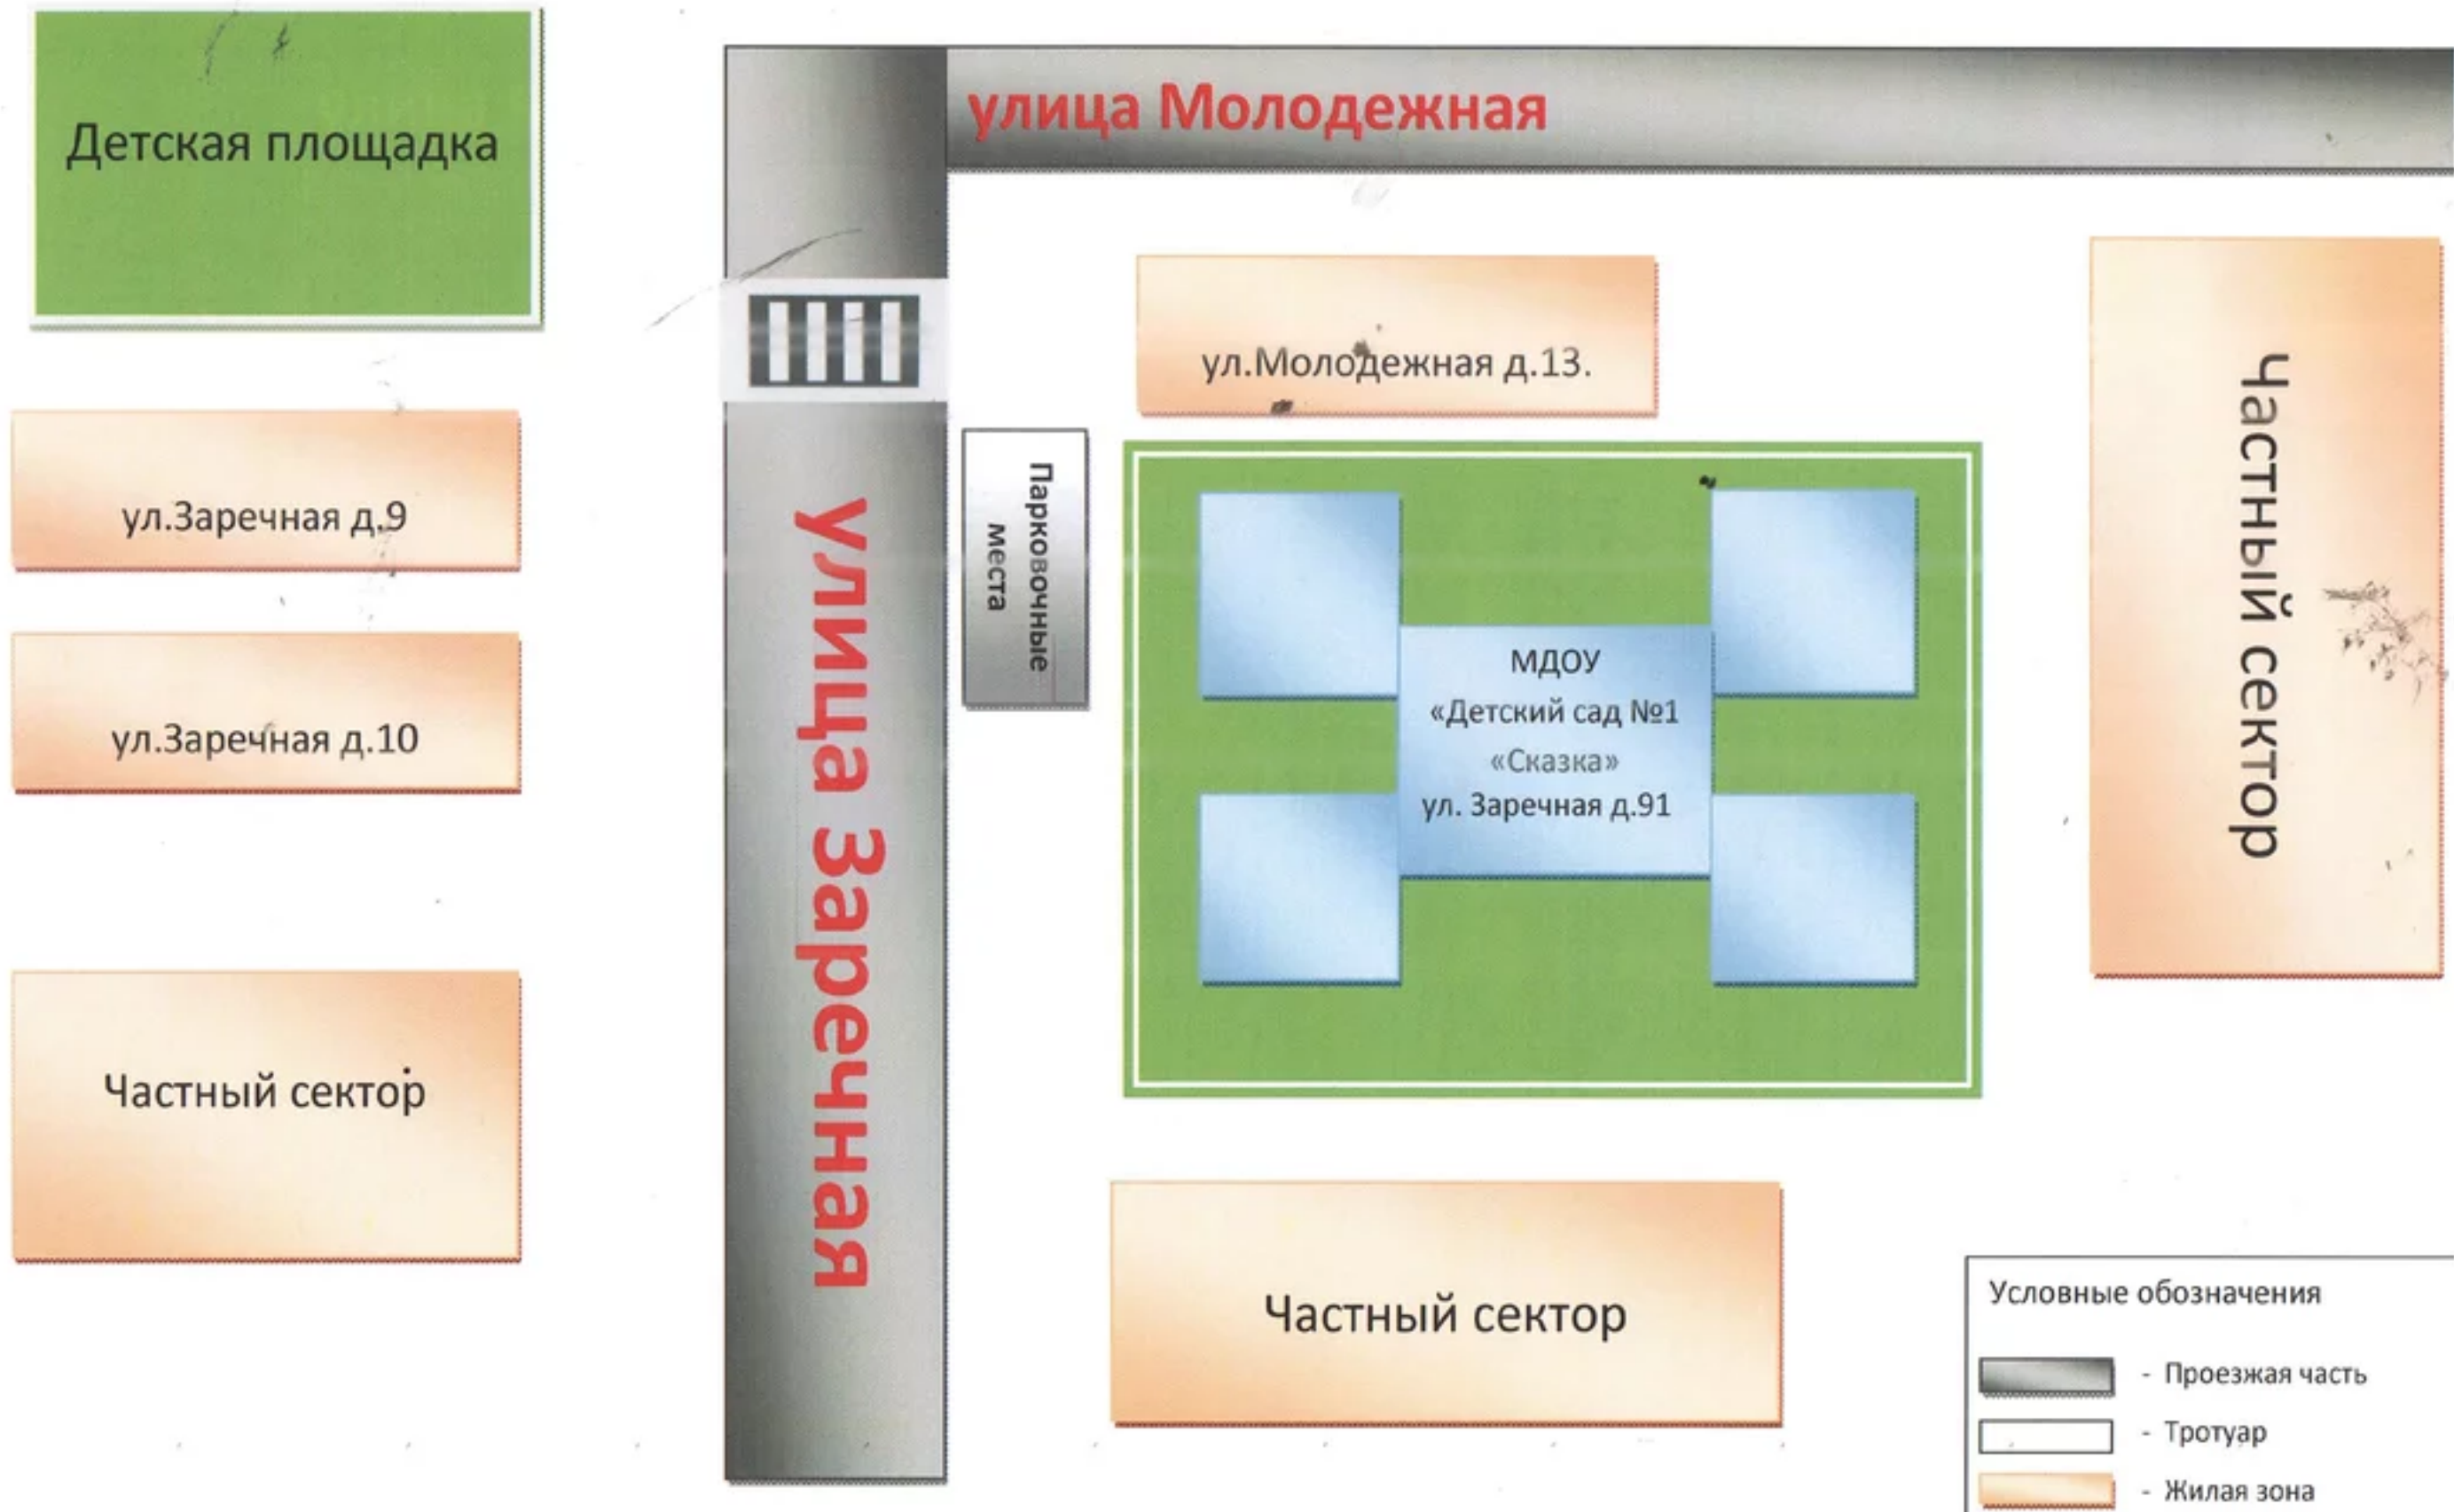 Детская площадка
улица Молодежная
ул.Молодежная д.13.
Частный сектор
ул.Заречная д.9
Парковочные
места
улица Заречная
ул.Заречная д.10
МДОУ
«Детский сад №1
«Сказка»
ул. Заречная д.91
Частный сектор
Частный сектор
Условные обозначения
- Проезжая часть
- Тротуар
- Жилая зона